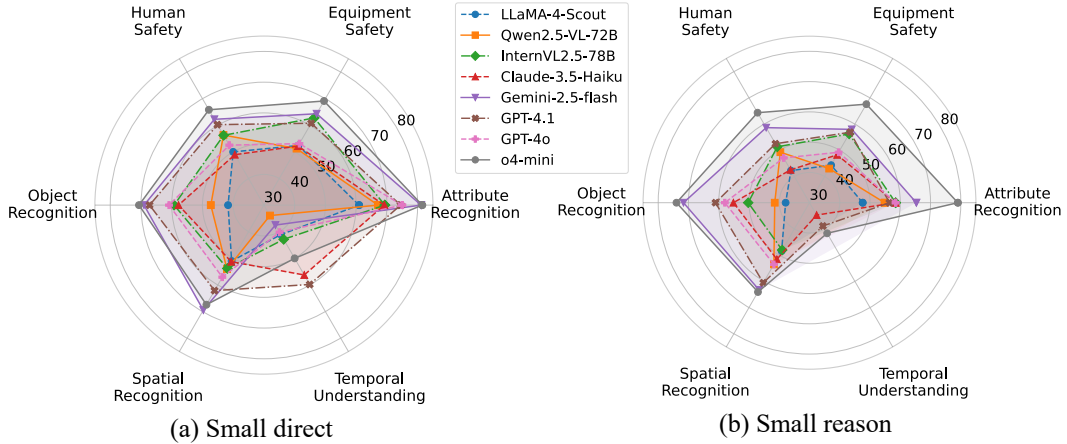 Human
Safety
Equipment
Safety
Object
Recognition
Attribute
Recognition
Spatial
Recognition
Temporal
Understanding
30
40
50
60
70
80
(a) Small direct
LLaMA-4-Scout
Qwen2.5-VL-72B
InternVL2.5-78B
Claude-3.5-Haiku
Gemini-2.5-flash
GPT-4.1
GPT-4o
o4-mini
Human
Safety
Equipment
Safety
Object
Recognition
Attribute
Recognition
Spatial
Recognition
Temporal
Understanding
30
40
50
60
70
80
(b) Small reason